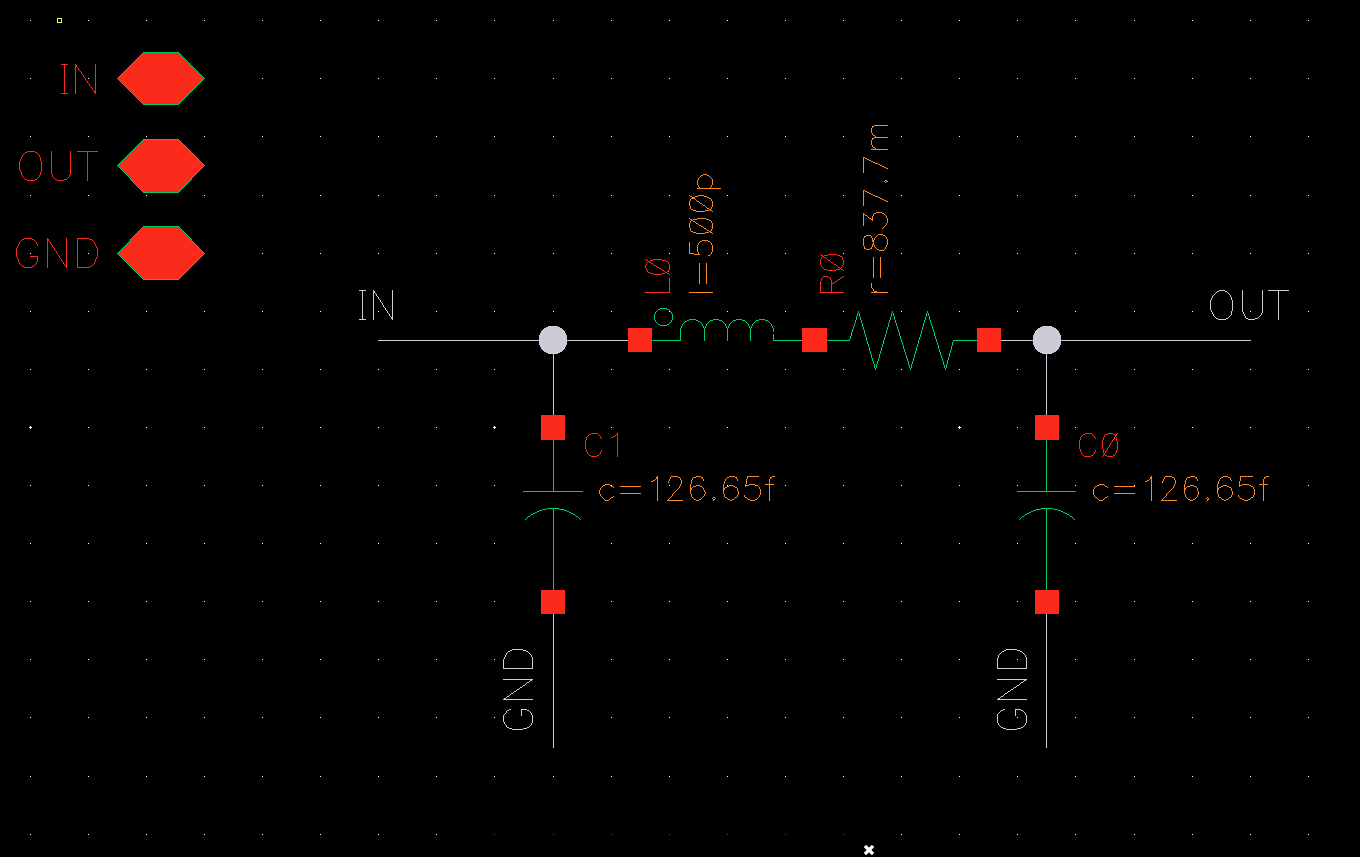 IN
OUT
GND
IN
L0
l=500p
R0
r=837.7m
OUT
C1
c=126.65f
C0
c=126.65f
GND
GND